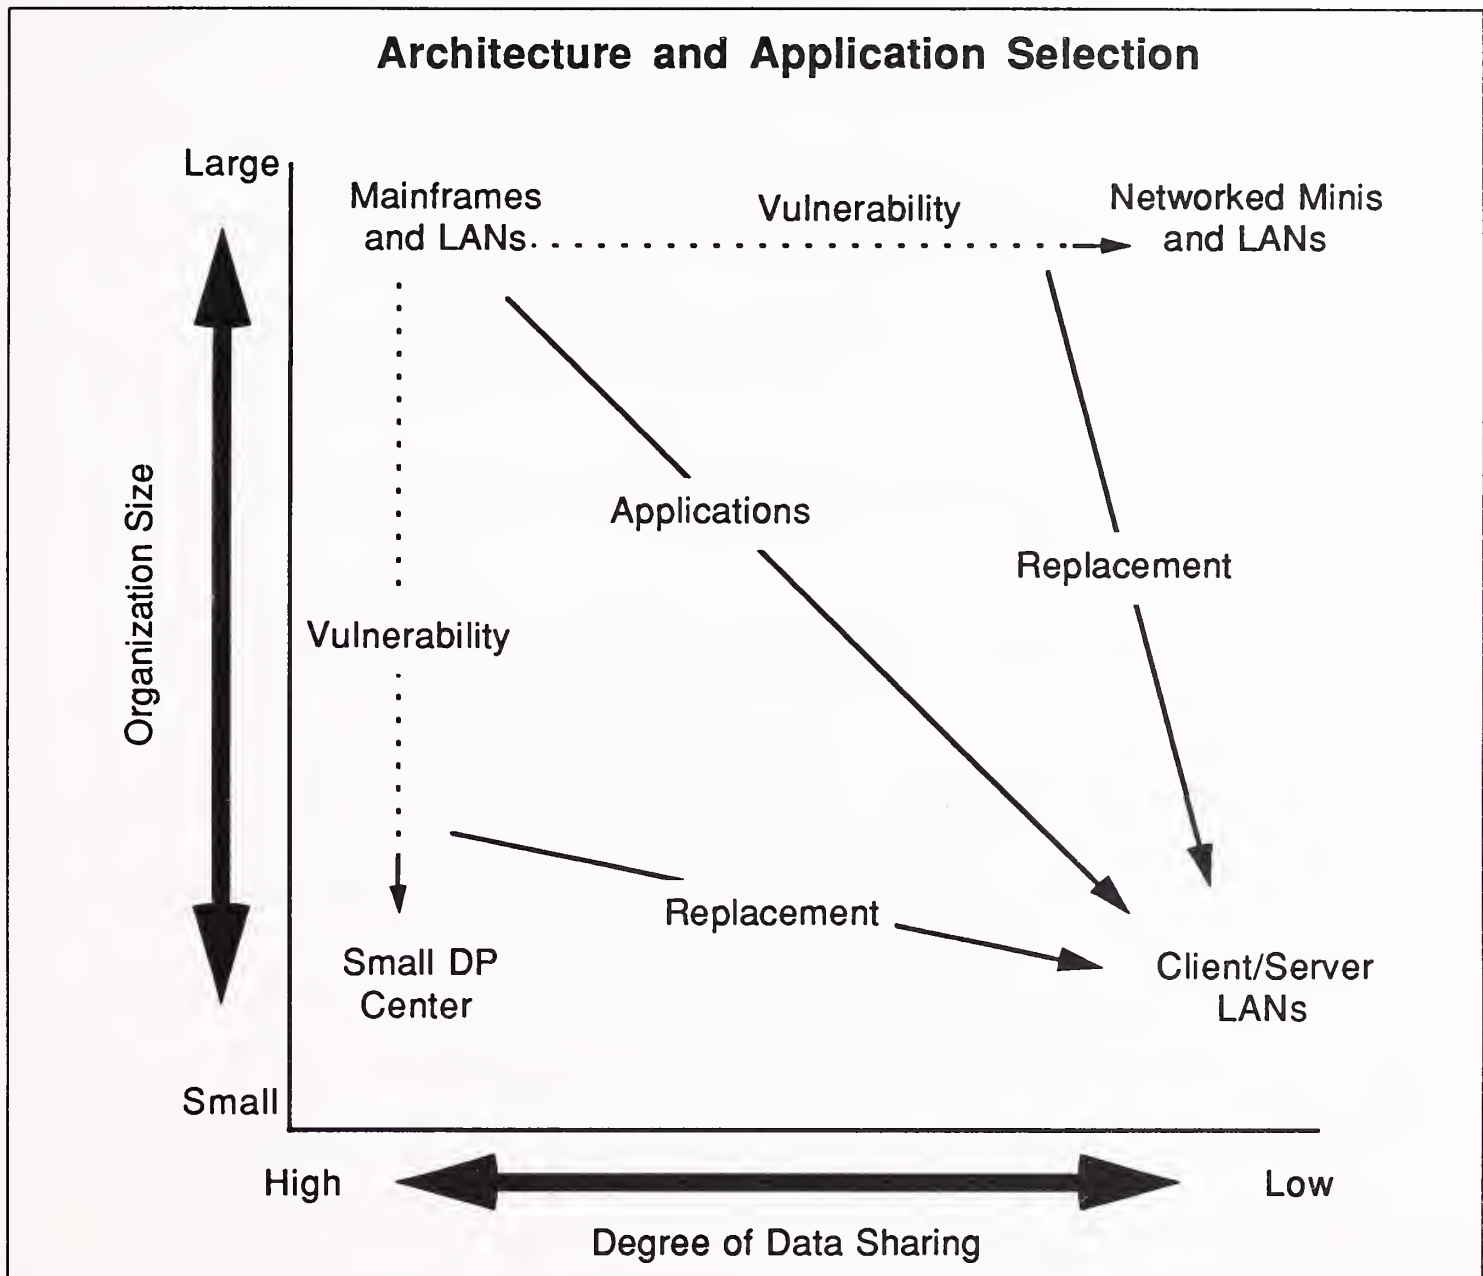 Architecture and Application Selection
Large
Mainframes
and LANs
Vulnerability
Networked Minis
and LANs
Applications
Replacement
Organization Size
Vulnerability
Replacement
Small DP
Center
Client/Server
LANs
Small
High
Low
Degree of Data Sharing